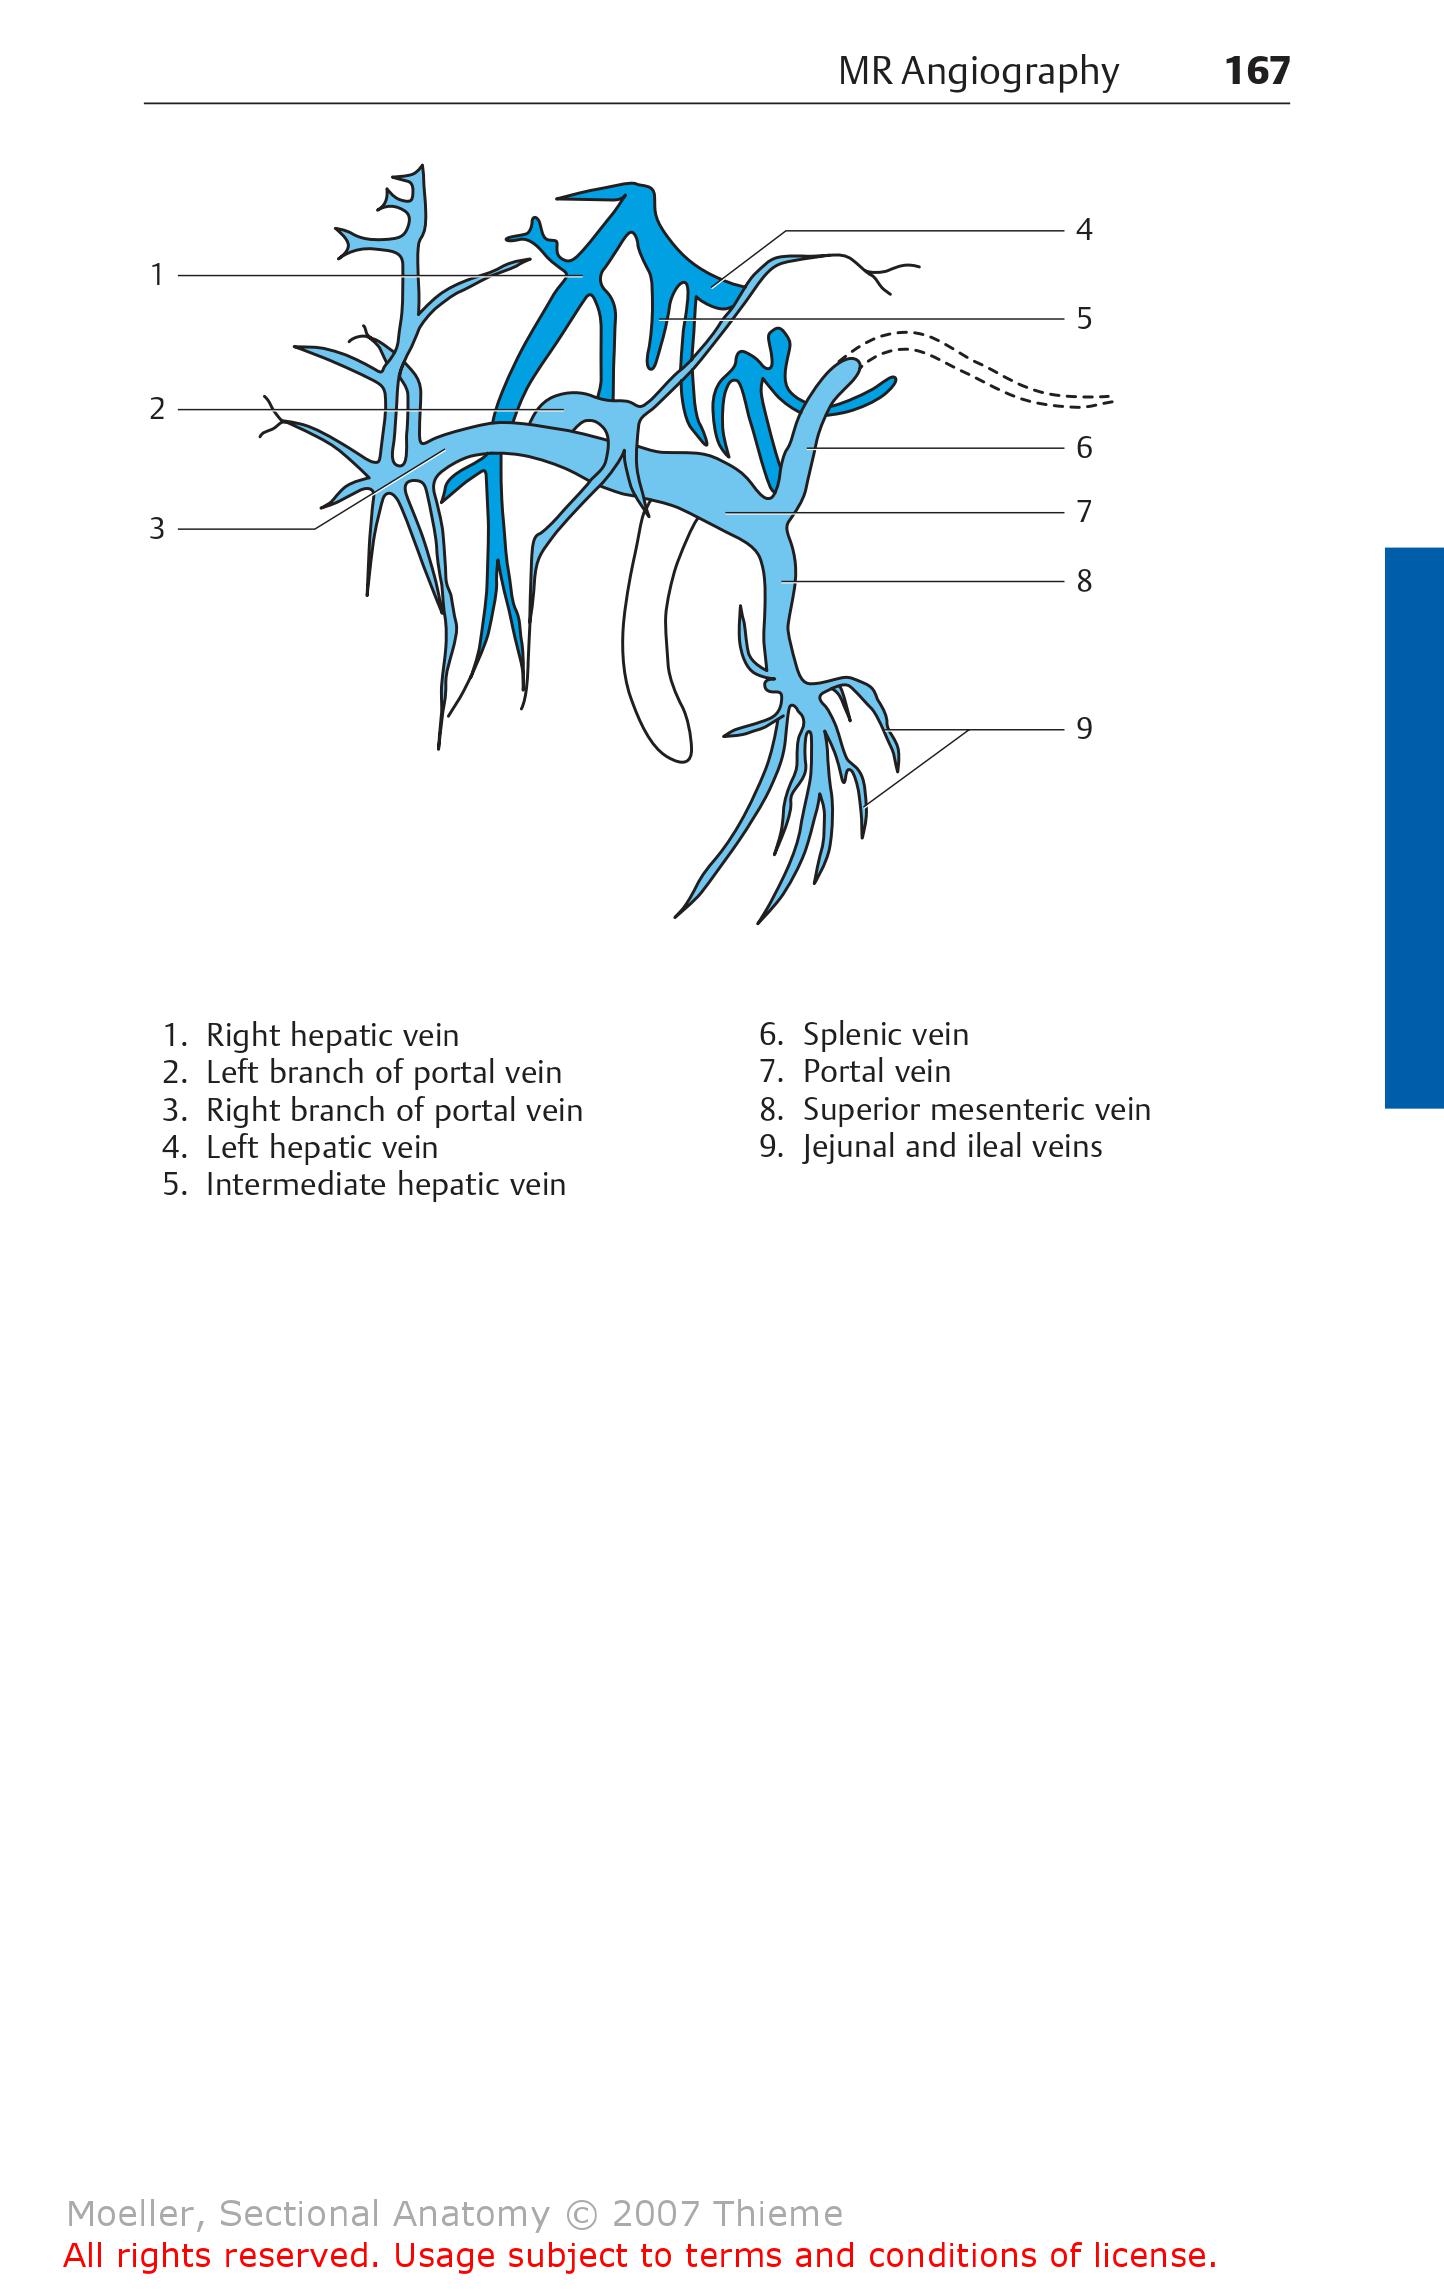 MR Angiography 167
1
2
3
4
5
6
7
8
9
1. Right hepatic vein
2. Left branch of portal vein
3. Right branch of portal vein
4. Left hepatic vein
5. Intermediate hepatic vein
6. Splenic vein
7. Portal vein
8. Superior mesenteric vein
9. Jejunal and ileal veins
Moeller, Sectional Anatomy © 2007 Thieme
All rights reserved. Usage subject to terms and conditions of license.